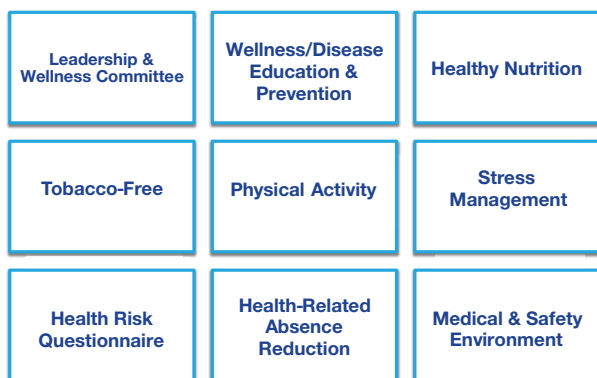 Leadership &
Wellness Committee
Wellness/Disease
Education &
Prevention
Healthy Nutrition
Tobacco-Free
Physical Activity
Stress
Management
Health Risk
Questionnaire
Health-Related
Absence
Reduction
Medical & Safety
Environment